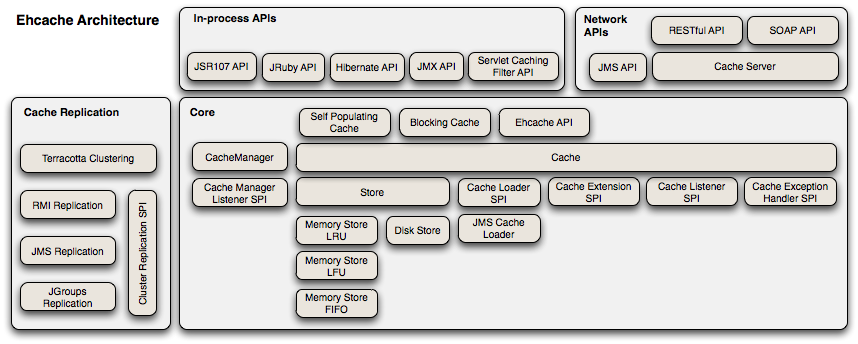 Ehcache Architecture
In-process APIs
JSR107 API
JRuby API
Hibernate API
JMX API
Servlet Caching
Filter API
Network
APIs
RESTful API
SOAP API
JMS API
Cache Server
Cache Replication
Terracotta Clustering
RMI Replication
JMS Replication
JGroups
Replication
Cluster Replication SPI
Core
Self Populating
Cache
Blocking Cache
Ehcache API
CacheManager
Cache
Cache Manager
Listener SPI
Store
Cache Loader
SPI
Cache Extension
SPI
Cache Listener
SPI
Cache Exception
Handler SPI
Memory Store
LRU
Disk Store
JMS Cache
Loader
Memory Store
LFU
Memory Store
FIFO